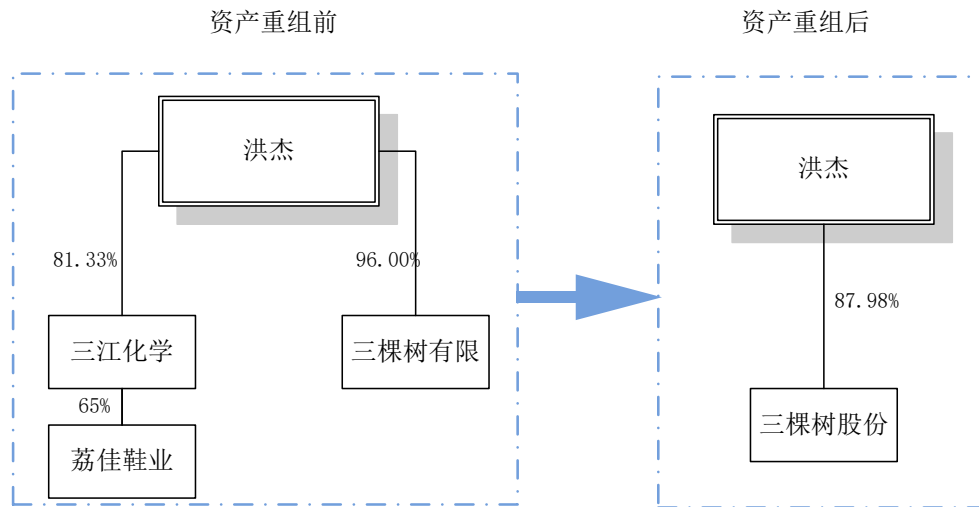 资产重组前
资产重组后
洪杰
洪杰
81.33%
96.00%
87.98%
三江化学
三棵树有限
65%
三棵树股份
荔佳鞋业